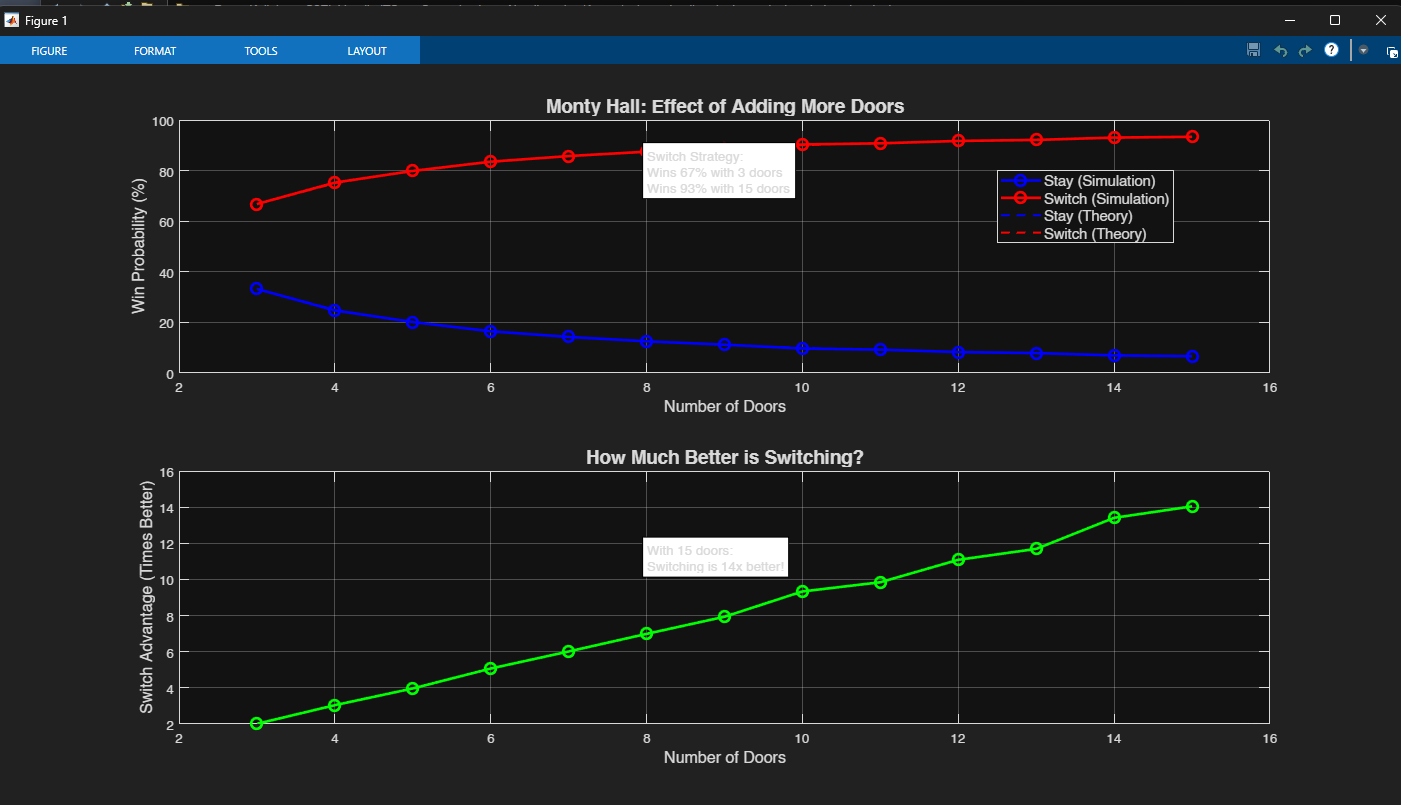 Figure 1
FIGURE FORMAT TOOLS LAYOUT
Monty Hall: Effect of Adding More Doors
Win Probability (%)
100
80
60
40
20
0
Switch Strategy:
Wins 67% with 3 doors
Wins 93% with 15 doors
Stay (Simulation)
Switch (Simulation)
Stay (Theory)
Switch (Theory)
2 4 6 8 10 12 14 16
Number of Doors
How Much Better is Switching?
Switch Advantage (Times Better)
16
14
12
10
8
6
4
2
With 15 doors:
Switching is 14x better!
2 4 6 8 10 12 14 16
Number of Doors